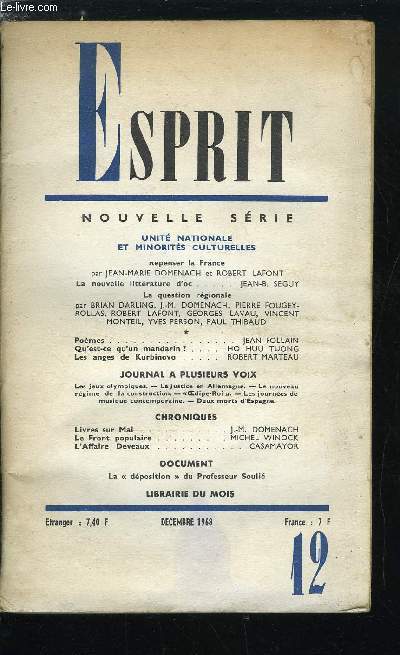 Le-livre.com
ESPRIT
NOUVELLE SÉRIE
UNITÉ NATIONALE
ET MINORITÉS CULTURELLES
Repenser la France
par JEAN-MARIE DOMENACH et ROBERT LAFONT
La nouvelle littérature d'oc . . . . . . JEAN-B. SEGUY
La question régionale
par BRIAN DARLING, J.-M. DOMENACH, PIERRE FOUGEY-
ROLLAS, ROBERT LAFONT, GEORGES LAVAU, VINCENT
MONTEIL, YVES PERSON, PAUL THIBAUD
*
Poèmes . . . . . . . . . . . . . . . JEAN FOLLAIN
Qu'est-ce qu'un mandarin ? . . . . . HO HUU TUONG
Les anges de Kurbinovo . . . . ROBERT MARTEAU
JOURNAL A PLUSIEURS VOIX
Les jeux olympiques. — La justice en Allemagne. — Le nouveau
régime de la construction. — « Œdipe-Roi ». — Les journées de
musique contemporaine. — Deux morts d'Espagne.
CHRONIQUES
Livres sur Mai . . . . . . . . . . . J.-M. DOMENACH
Le Front populaire . . . . . . . . . MICHEL WINOCK
L'Affaire Deveaux . . . . . . . . . . CASAMAYOR
DOCUMENT
La « déposition » du Professeur Soulié
LIBRAIRIE DU MOIS
Etranger : 7,40 F DECEMBRE 1968 France : 7 F
12